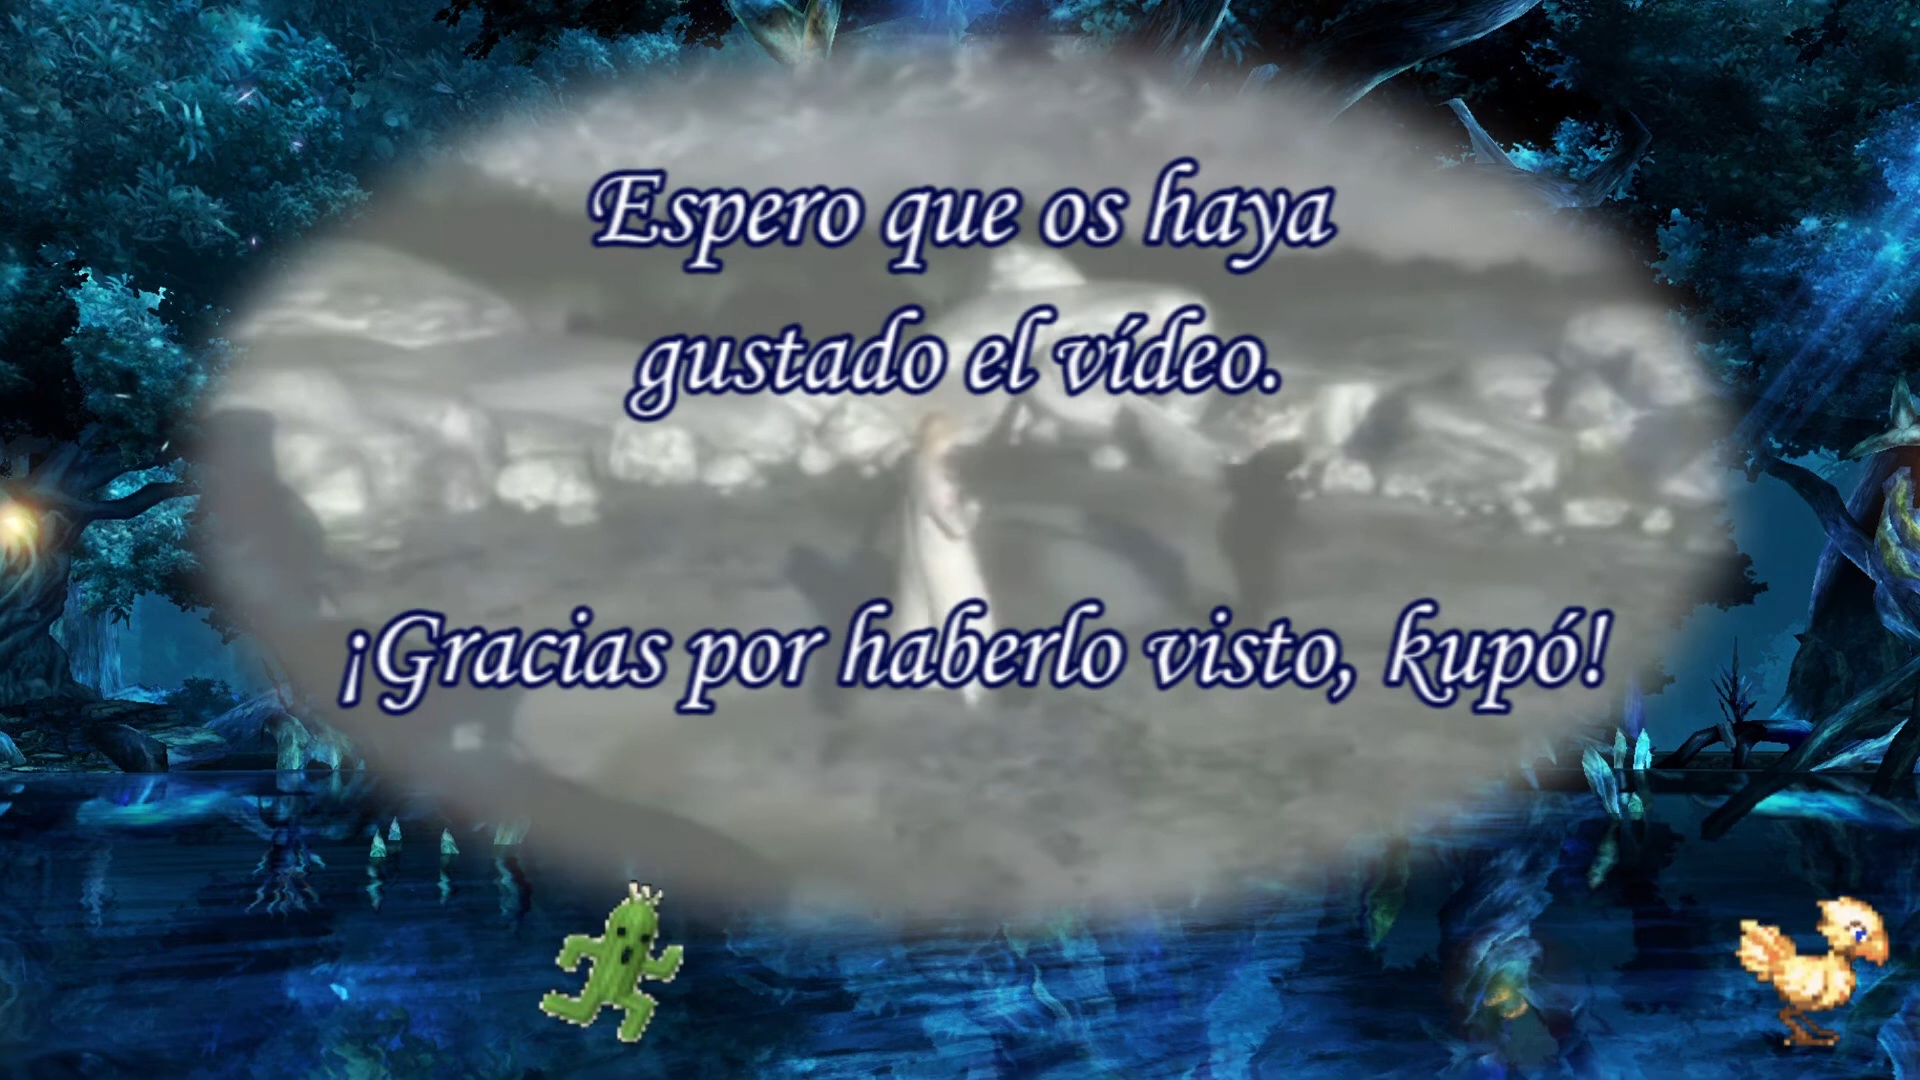 Espero que os haya
gustado el vídeo.
¡Gracias por haberlo visto, kupó!